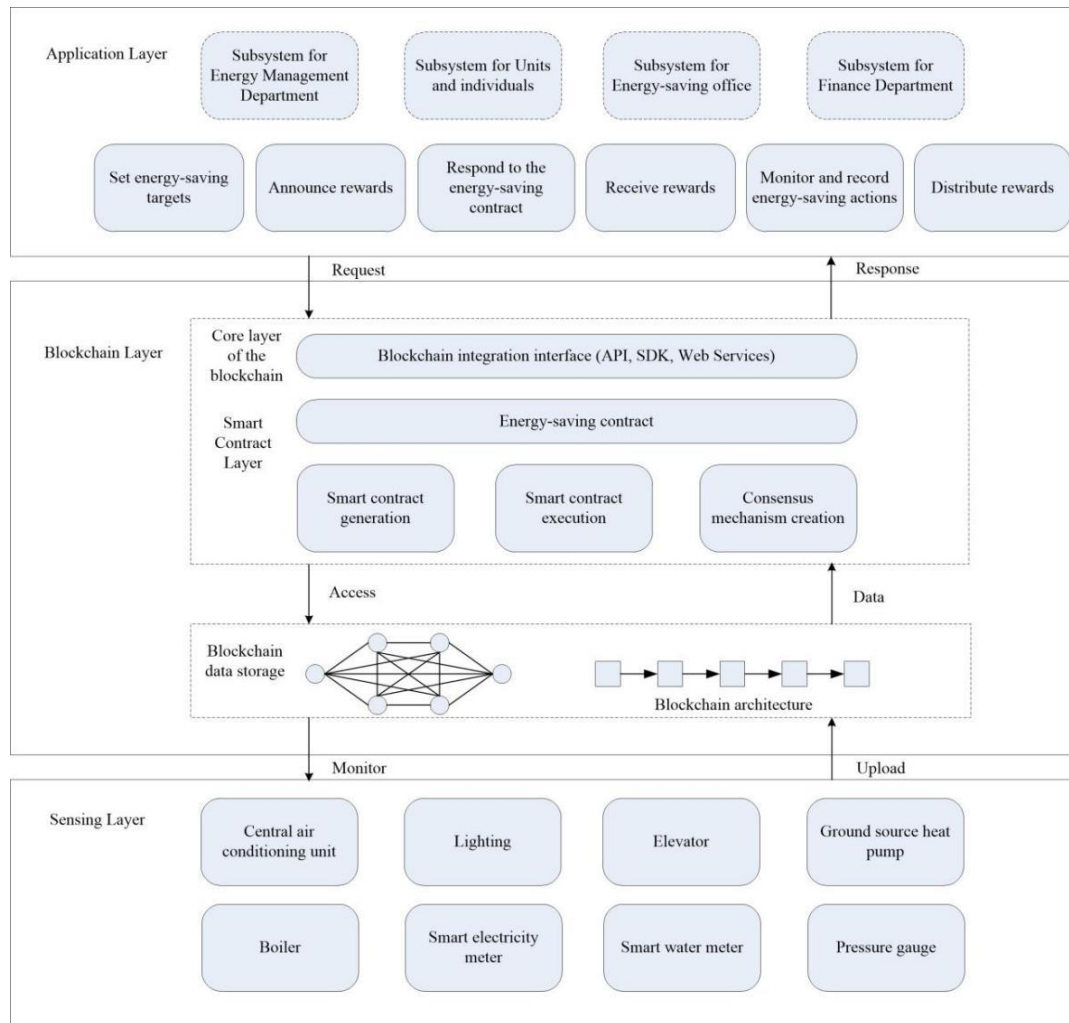 Application Layer
Subsystem for
Energy Management
Department
Subsystem for Units
and individuals
Subsystem for
Energy-saving office
Subsystem for
Finance Department
Set energy-saving
targets
Announce rewards
Respond to the
energy-saving
contract
Receive rewards
Monitor and record
energy-saving actions
Distribute rewards
Request
Response
Blockchain Layer
Core layer
of the
blockchain
Blockchain integration interface (API, SDK, Web Services)
Smart
Contract
Layer
Energy-saving contract
Smart contract
generation
Smart contract
execution
Consensus
mechanism creation
Access
Data
Blockchain
data storage
Blockchain architecture
Monitor
Upload
Sensing Layer
Central air
conditioning unit
Lighting
Elevator
Ground source heat
pump
Boiler
Smart electricity
meter
Smart water meter
Pressure gauge